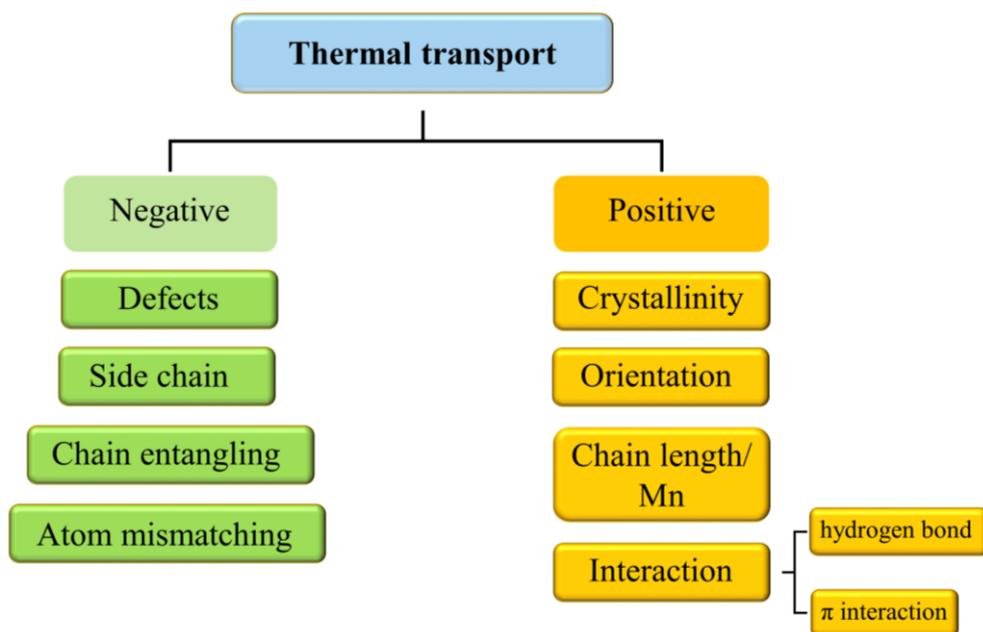 Thermal transport
Negative
Positive
Defects
Side chain
Chain entangling
Atom mismatching
Crystallinity
Orientation
Chain length/
Mn
Interaction
hydrogen bond
π interaction